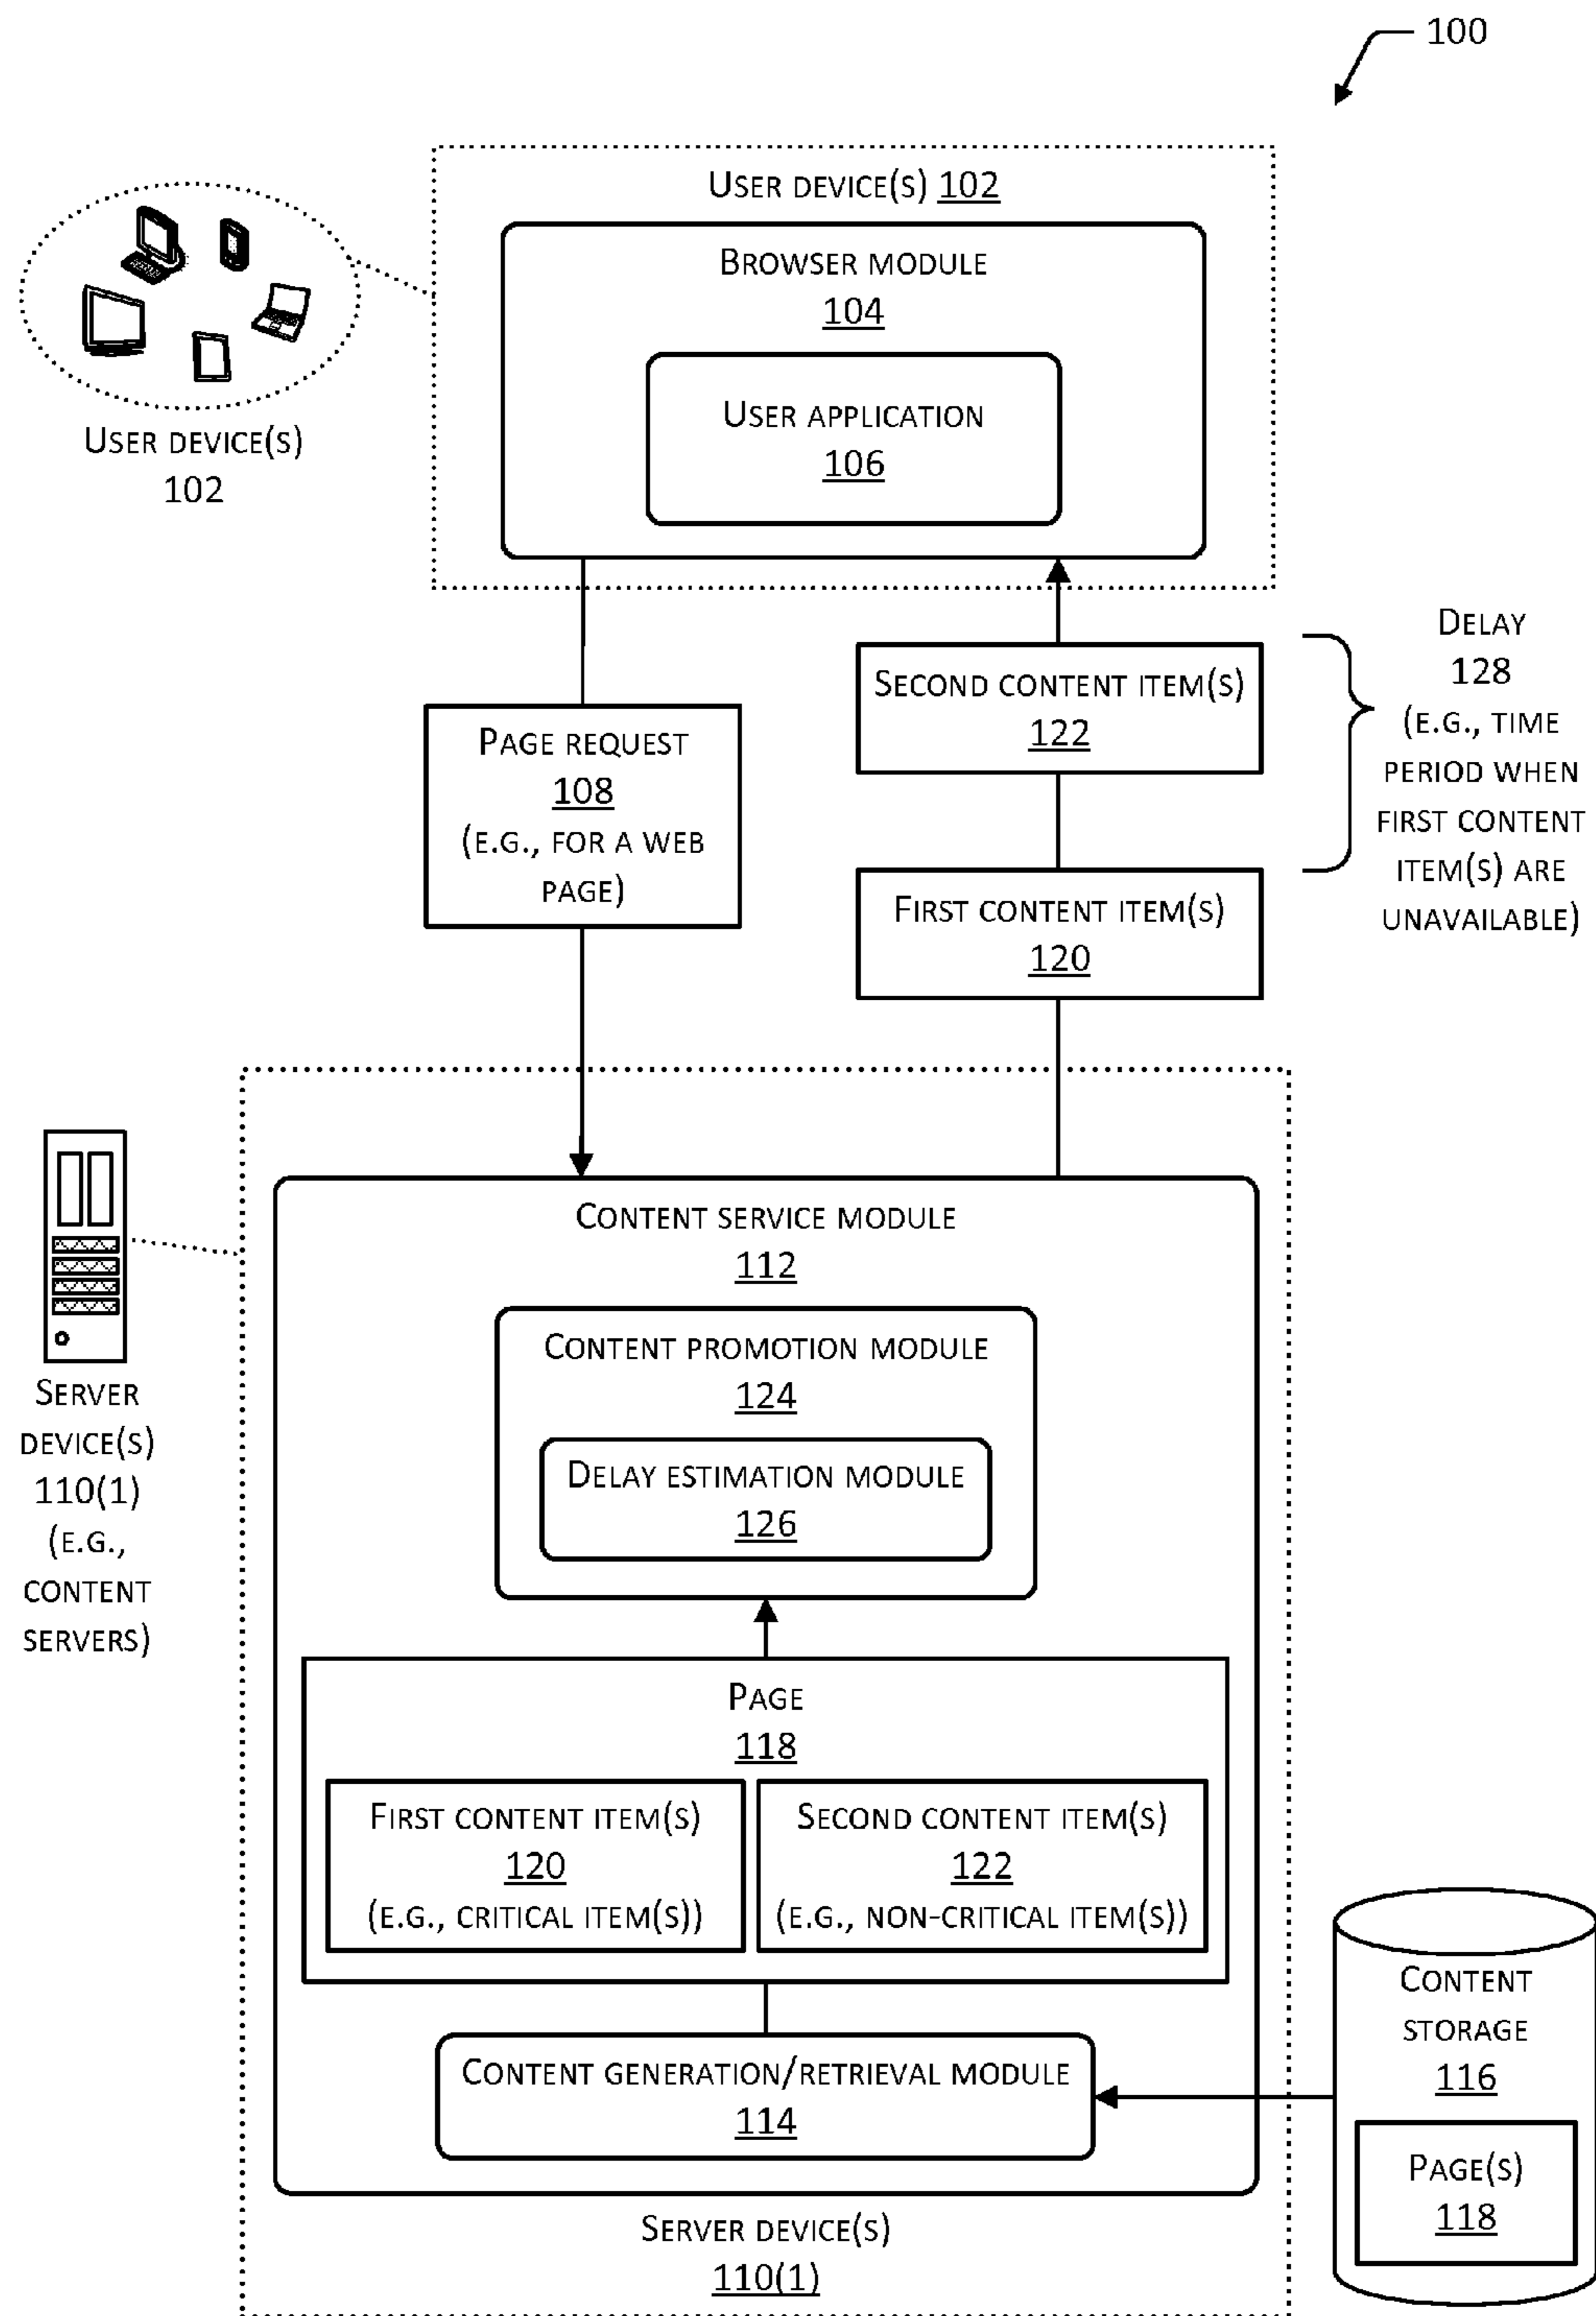 100
User device(s) 102
Browser module
104
User application
106
User device(s)
102
Page request
108
(e.g., for a web
page)
Second content item(s)
122
First content item(s)
120
Delay
128
(e.g., time
period when
first content
item(s) are
unavailable)
Content service module
112
Content promotion module
124
Delay estimation module
126
Server
device(s)
110(1)
(e.g.,
content
servers)
Page
118
First content item(s)
120
(e.g., critical item(s))
Second content item(s)
122
(e.g., non-critical item(s))
Content generation/retrieval module
114
Server device(s)
110(1)
Content
storage
116
Page(s)
118